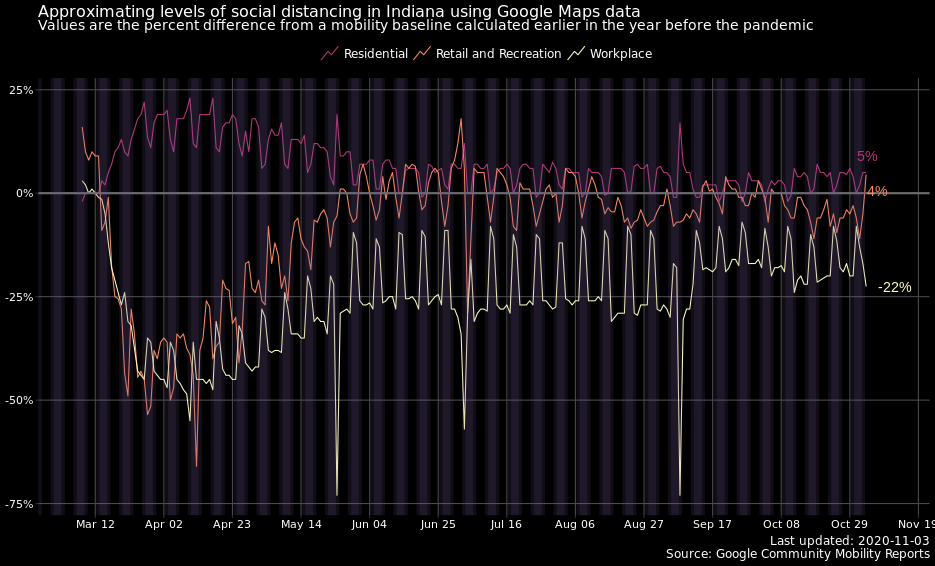 Approximating levels of social distancing in Indiana using Google Maps data
Values are the percent difference from a mobility baseline calculated earlier in the year before the pandemic
Residential Retail and Recreation Workplace
25%
0%
-25%
-50%
-75%
5%
4%
-22%
Mar 12 Apr 02 Apr 23 May 14 Jun 04 Jun 25 Jul 16 Aug 06 Aug 27 Sep 17 Oct 08 Oct 29 Nov 19
Last updated: 2020-11-03
Source: Google Community Mobility Reports